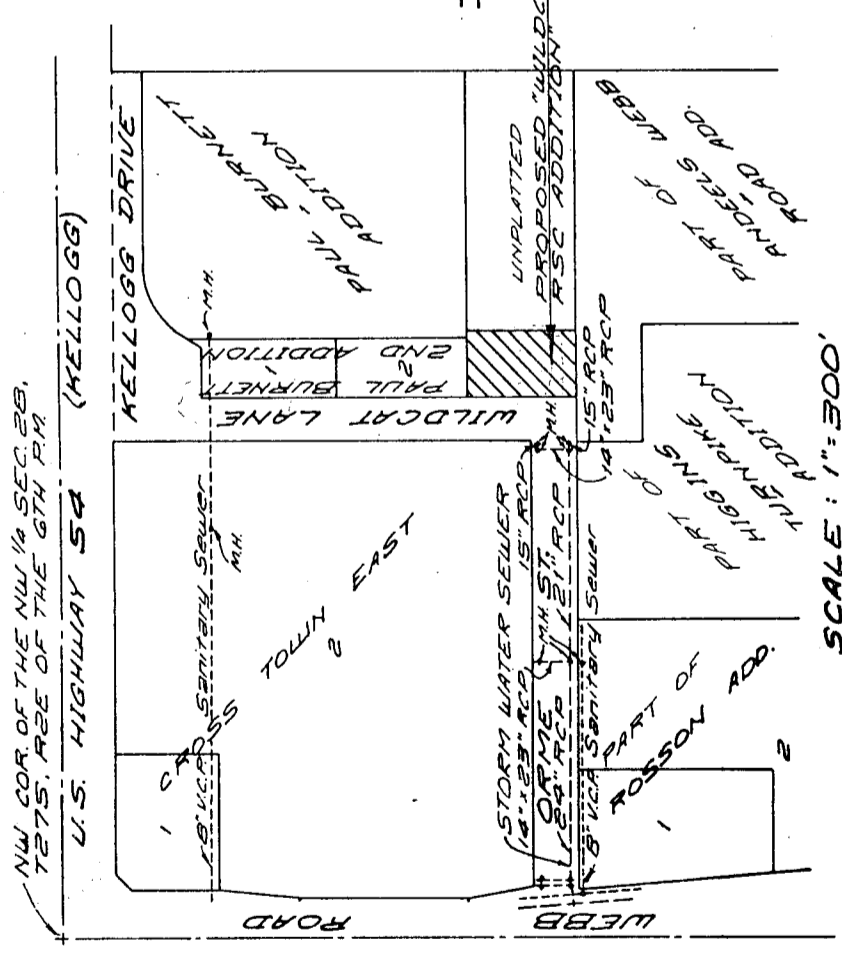 NW COR. OF THE NW 1/4 SEC. 28,
T27S, R2E OF THE 6TH P.M.
U.S. HIGHWAY 54 (KELLOGG)
KELLOGG DRIVE
PAUL BURNETT
ADDITION
M.H.
PAUL BURNETT
2ND ADDITION
1
2
WILDCAT LANE
UNPLATTED
PROPOSED "WILDC
RSC ADDITION"
PART OF
ANDEELS WEBB
ROAD ADD.
1
8" V.C.P. Sanitary Sewer
M.H.
CROSS TOWN EAST
1
2
STORM WATER SEWER
14"x23" RCP
15" RCP
M.H.
15" RCP
14"x23" RCP
ORME ST.
M.H.
24" RCP
21" RCP
8" V.C.P. Sanitary Sewer
PART OF
HIGGINS
TURNPIKE
ADDITION
PART OF
ROSSON ADD.
1
2
WEBB ROAD
SCALE : 1"=300'